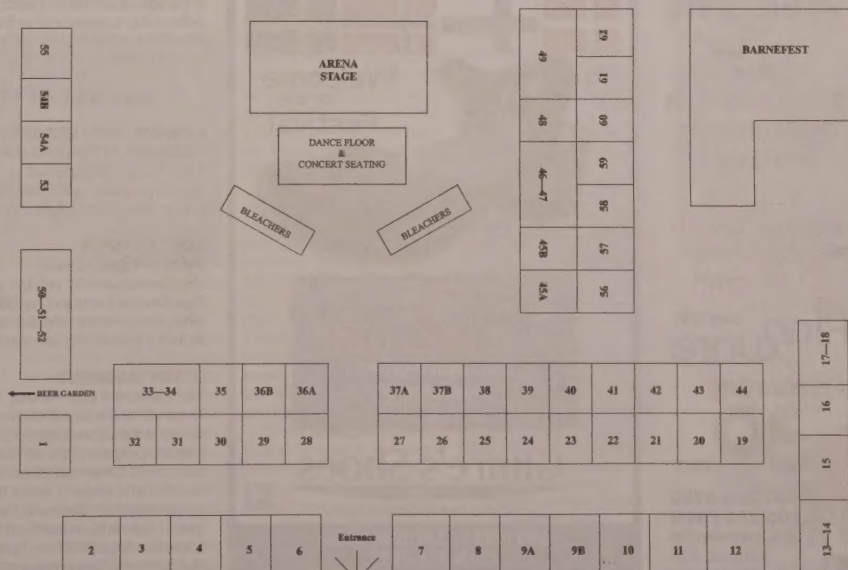 55
54B
54A
53
50—51—52
← BEER GARDEN
1
ARENA
STAGE
DANCE FLOOR
&
CONCERT SEATING
BLEACHERS
BLEACHERS
49
48
46—47
45B
45A
62
61
60
59
58
57
56
BARNEFEST
33—34 35 36B 36A
32 31 30 29 28
37A 37B 38 39 40 41 42 43 44
27 26 25 24 23 22 21 20 19
17—18
16
15
13—14
2 3 4 5 6
Entrance
7 8 9A 9B 10 11 12